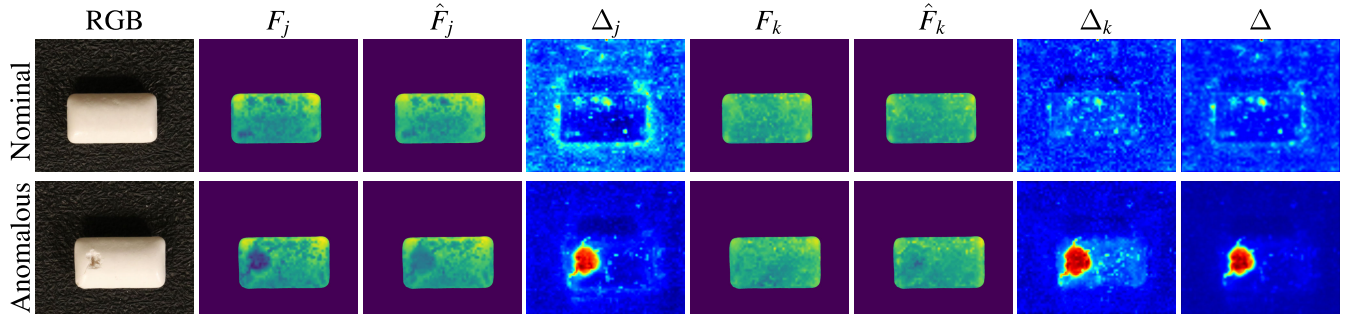 RGB F_j F̂_j Δ_j F_k F̂_k Δ_k Δ
Nominal
Anomalous